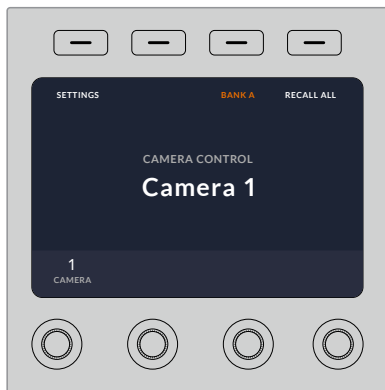 SETTINGS BANK A RECALL ALL
CAMERA CONTROL
Camera 1
1
CAMERA